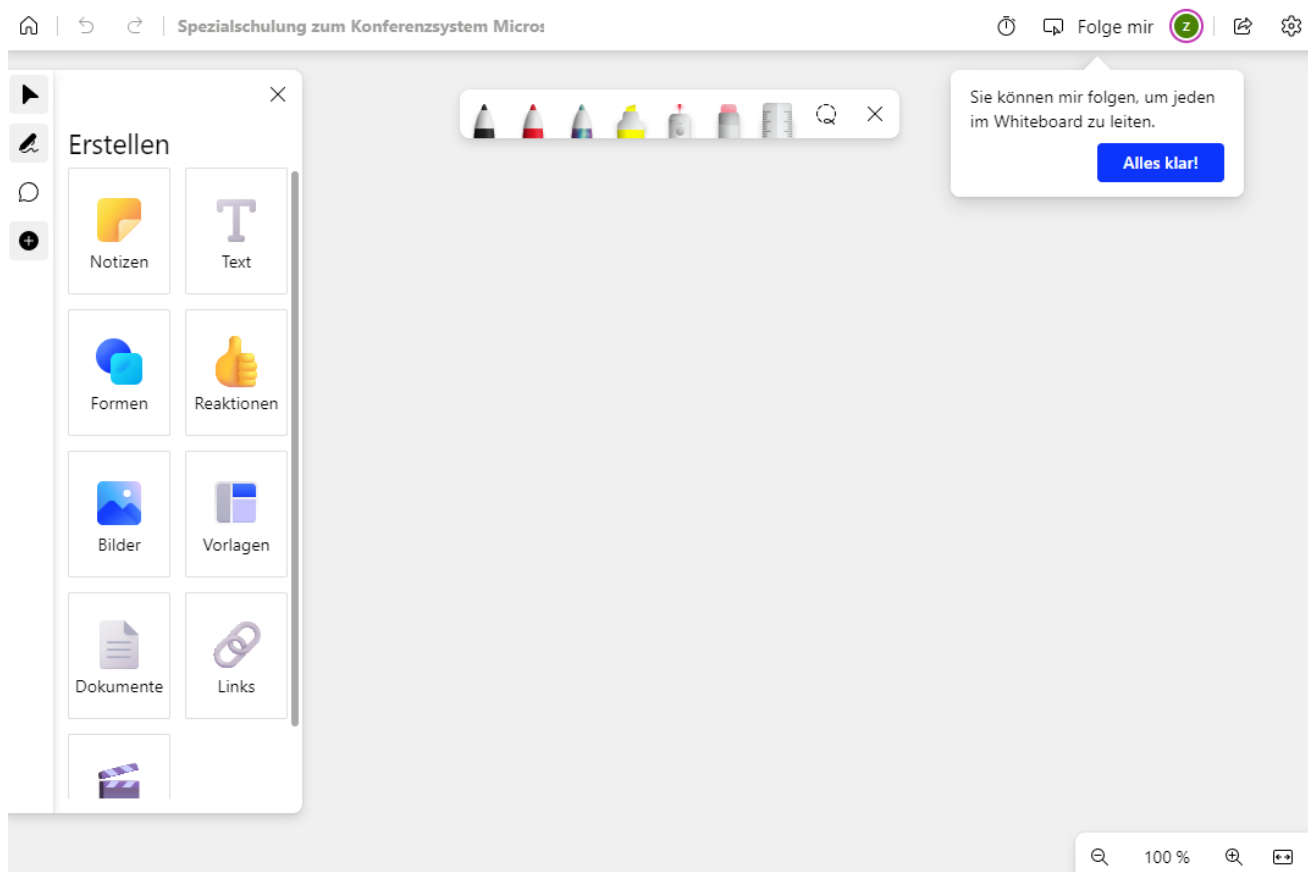 Spezialschulung zum Konferenzsystem Micros
Folge mir
Z
Sie können mir folgen, um jeden
im Whiteboard zu leiten.
Alles klar!
Erstellen
Notizen
Text
Formen
Reaktionen
Bilder
Vorlagen
Dokumente
Links
100 %